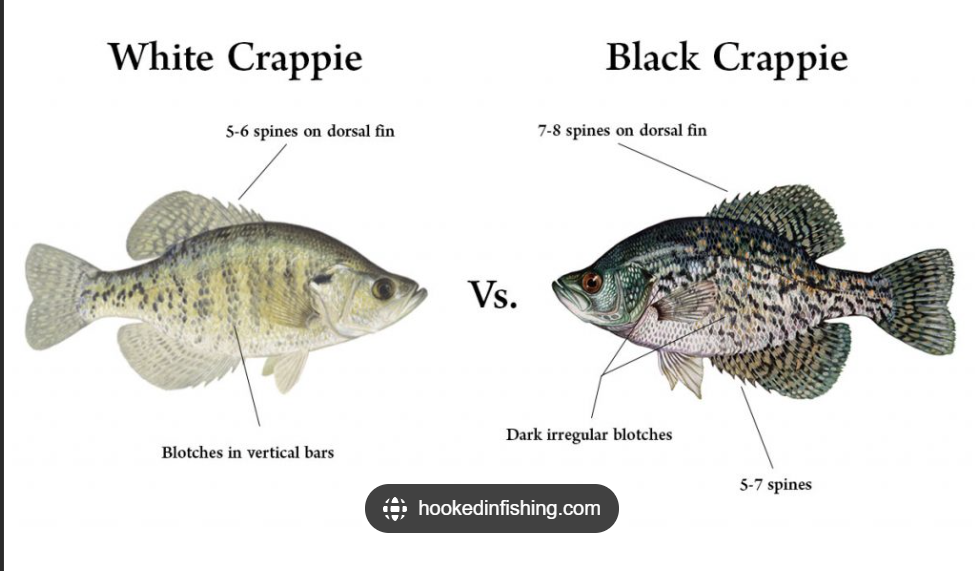 White Crappie
Black Crappie
5-6 spines on dorsal fin
7-8 spines on dorsal fin
Vs.
Dark irregular blotches
Blotches in vertical bars
5-7 spines
hookedinfishing.com